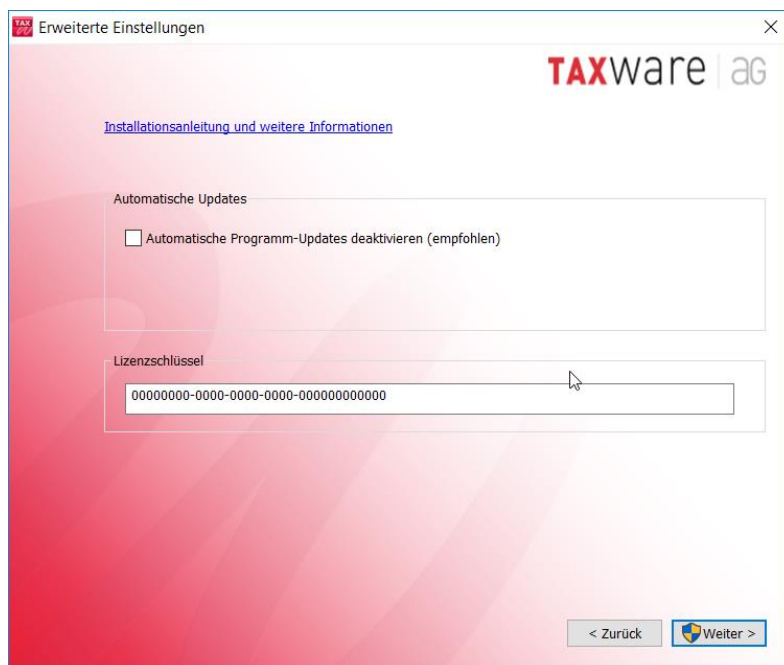 TAX
Erweiterte Einstellungen
TAXware | aG
Installationsanleitung und weitere Informationen
Automatische Updates
Automatische Programm-Updates deaktivieren (empfohlen)
Lizenzschlüssel
00000000-0000-0000-0000-000000000000
< Zurück
Weiter >